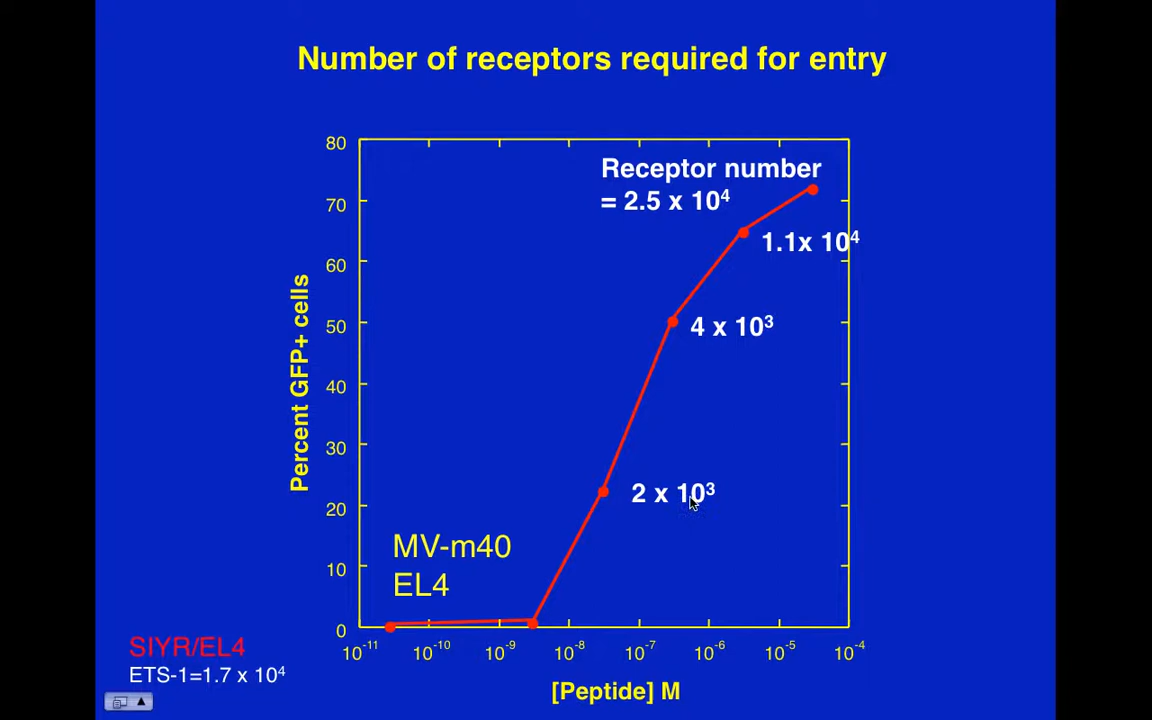 Number of receptors required for entry
80
70
60
50
40
30
20
10
0
Percent GFP+ cells
Receptor number
= 2.5 x 10⁴
1.1x 10⁴
4 x 10³
2 x 10³
MV-m40
EL4
10⁻¹¹ 10⁻¹⁰ 10⁻⁹ 10⁻⁸ 10⁻⁷ 10⁻⁶ 10⁻⁵ 10⁻⁴
[Peptide] M
SIYR/EL4
ETS-1=1.7 x 10⁴